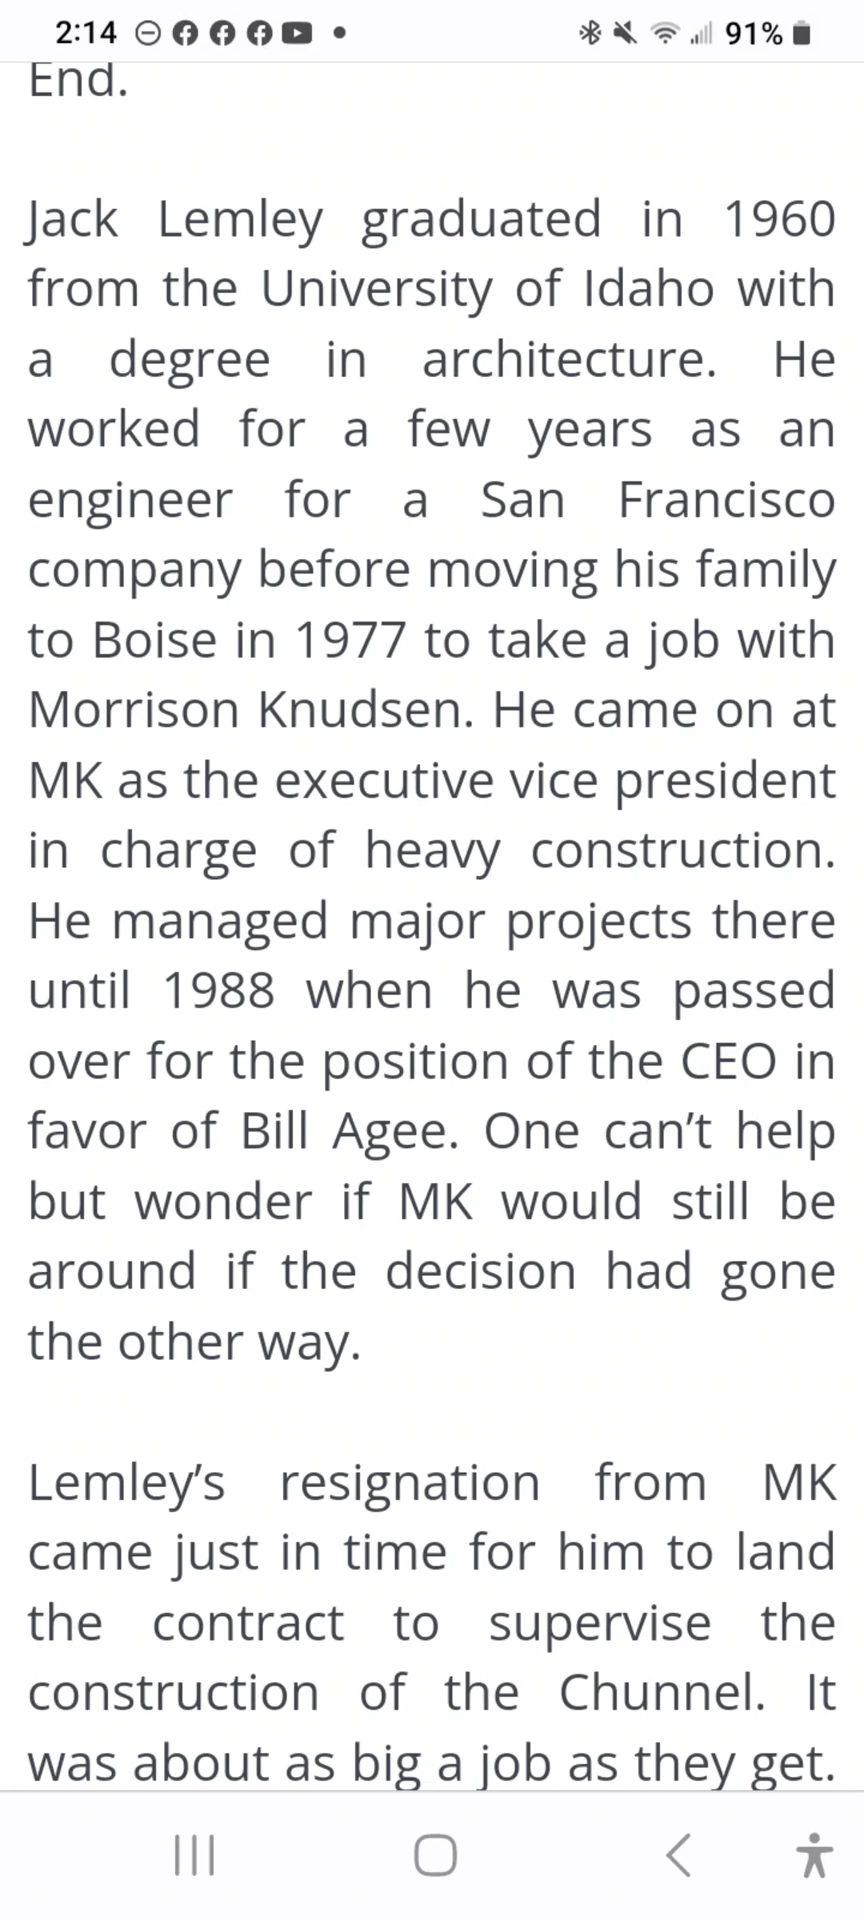 2:14
91%
End.
Jack Lemley graduated in 1960
from the University of Idaho with
a degree in architecture. He
worked for a few years as an
engineer for a San Francisco
company before moving his family
to Boise in 1977 to take a job with
Morrison Knudsen. He came on at
MK as the executive vice president
in charge of heavy construction.
He managed major projects there
until 1988 when he was passed
over for the position of the CEO in
favor of Bill Agee. One can’t help
but wonder if MK would still be
around if the decision had gone
the other way.
Lemley’s resignation from MK
came just in time for him to land
the contract to supervise the
construction of the Chunnel. It
was about as big a job as they get.